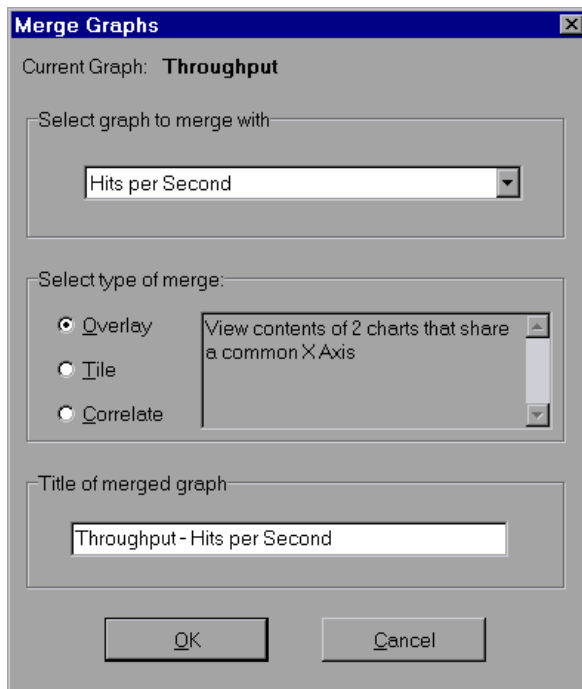 Merge Graphs
Current Graph: Throughput
Select graph to merge with
Hits per Second
Select type of merge:
Overlay
View contents of 2 charts that share
a common X Axis
Tile
Correlate
Title of merged graph
Throughput - Hits per Second
OK
Cancel